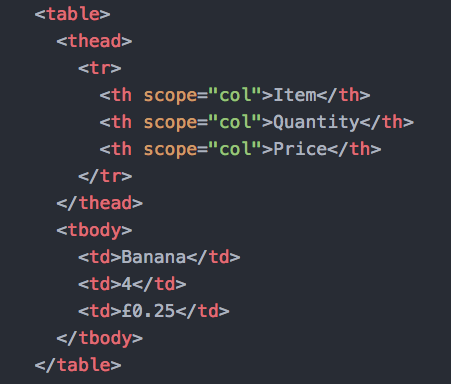 <table>
<thead>
<tr>
<th scope="col">Item</th>
<th scope="col">Quantity</th>
<th scope="col">Price</th>
</tr>
</thead>
<tbody>
<td>Banana</td>
<td>4</td>
<td>£0.25</td>
</tbody>
</table>